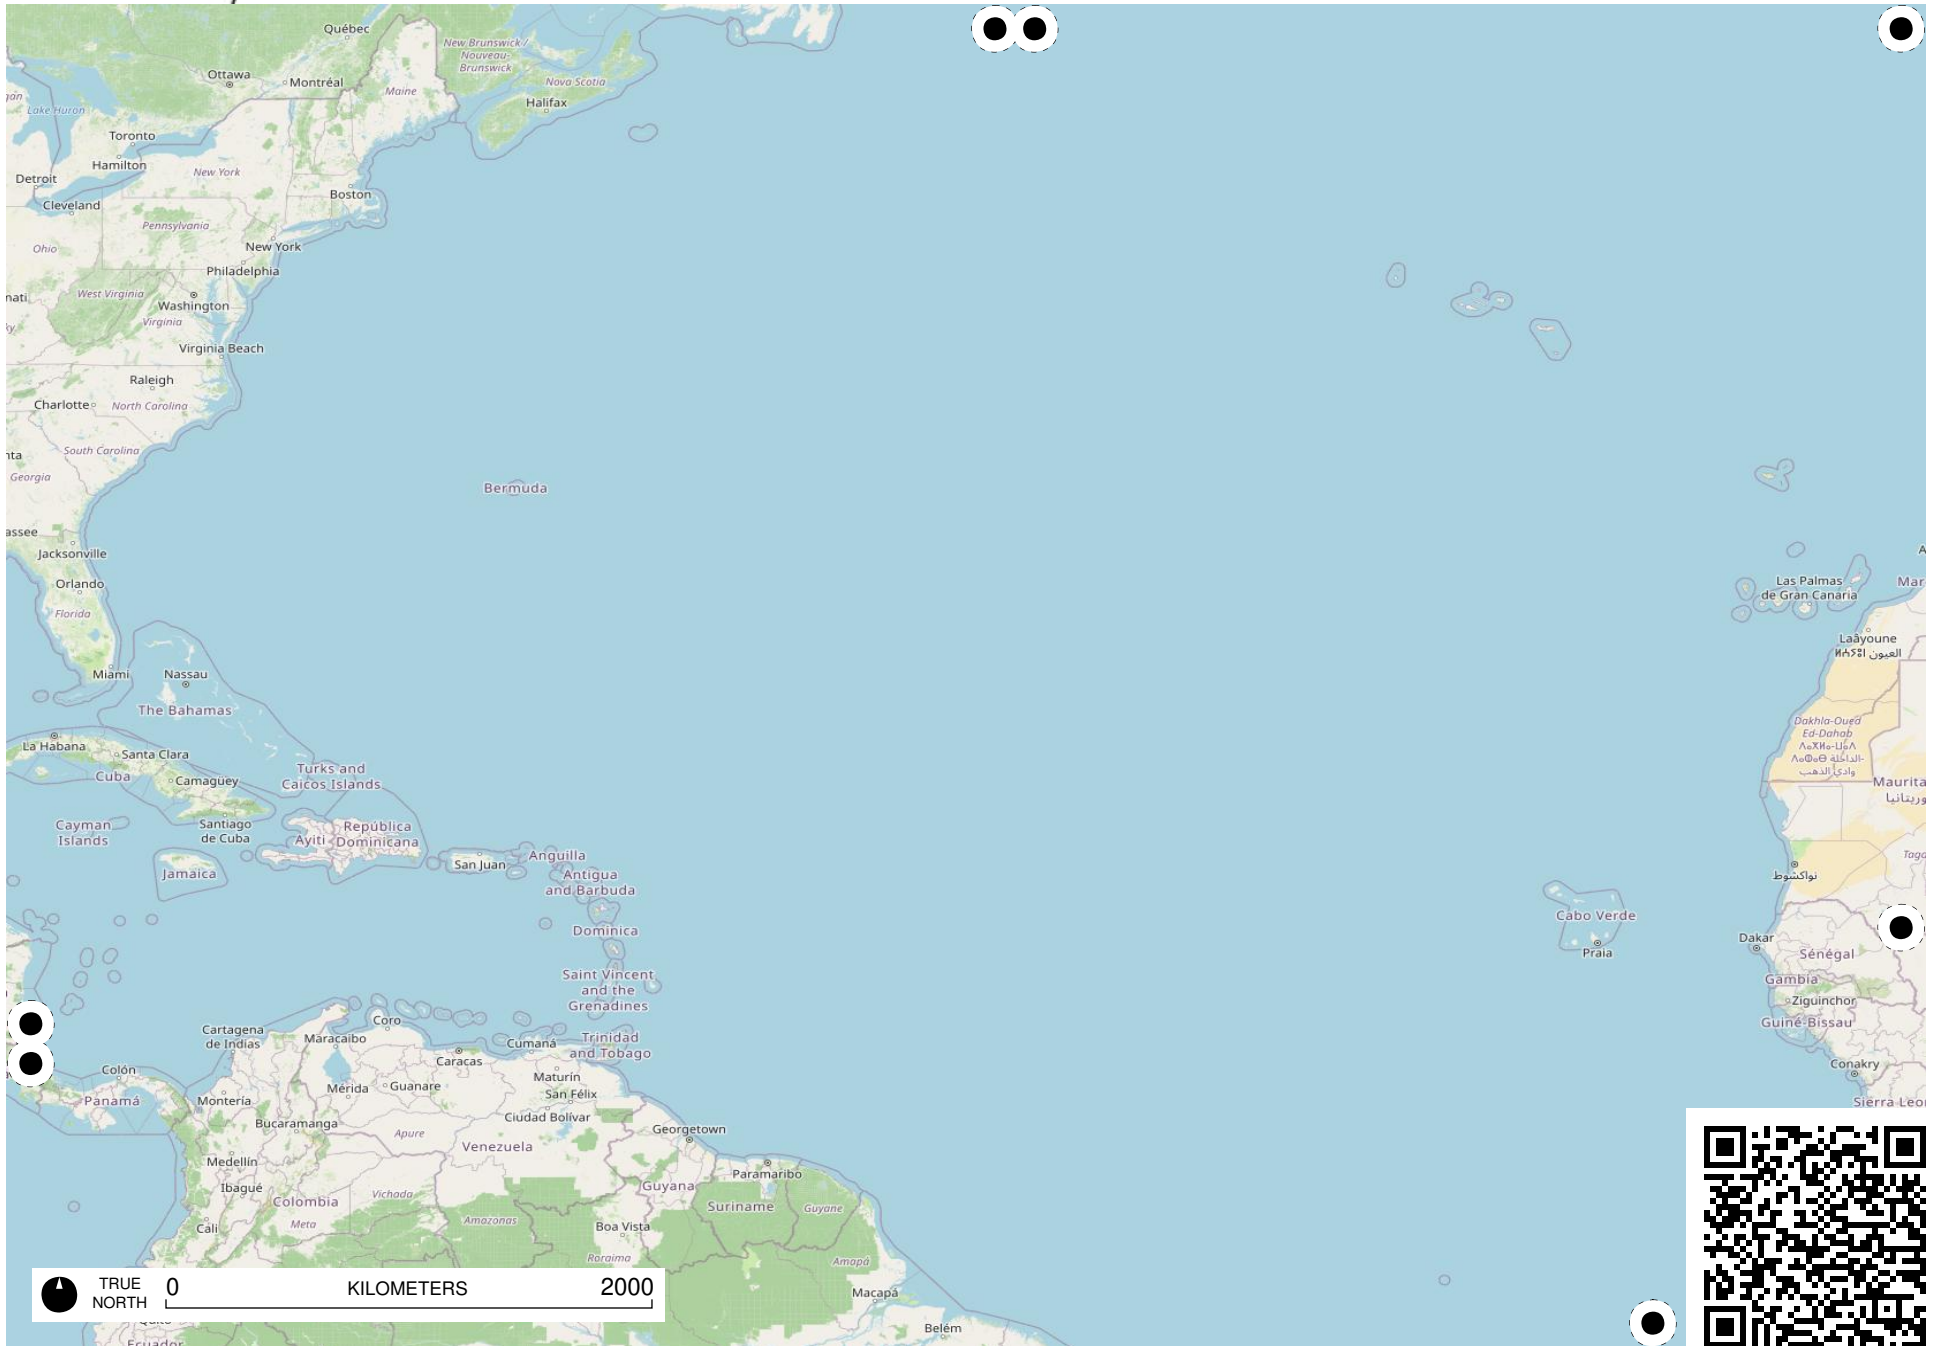 Québec
New Brunswick /
Nouveau-
Brunswick
Ottawa
Montréal
Maine
Nova Scotia
Halifax
Lake Huron
Toronto
Hamilton
New York
Detroit
Boston
Cleveland
Pennsylvania
Ohio
New York
Philadelphia
West Virginia
Washington
Virginia
Virginia Beach
Raleigh
Charlotte
North Carolina
South Carolina
Georgia
Bermuda
Jacksonville
Orlando
Florida
Las Palmas
de Gran Canaria
Laâyoune
العيون
Miami
Nassau
The Bahamas
Dakhla-Oued
Ed-Dahab
الداخلة-
وادي الذهب
La Habana
Santa Clara
Cuba
Camagüey
Turks and
Caicos Islands
Maurita
Cayman
Islands
Santiago
de Cuba
Ayiti
República
Dominicana
Jamaica
San Juan
Anguilla
Antigua
and Barbuda
نواكشوط
Dominica
Cabo Verde
Praia
Dakar
Sénégal
Gambia
Ziguinchor
Guiné-Bissau
Saint Vincent
and the
Grenadines
Cartagena
de Indias
Coro
Maracaibo
Caracas
Cumaná
Trinidad
and Tobago
Conakry
Sierra Leo
Colón
Panamá
Montería
Mérida
Guanare
Maturín
San Félix
Ciudad Bolívar
Bucaramanga
Apure
Venezuela
Georgetown
Medellín
Ibagué
Colombia
Vichada
Meta
Cali
Amazonas
Boa Vista
Roraima
Guyana
Paramaribo
Suriname
Guyane
Amapá
Macapá
Belém
TRUE
NORTH
0 KILOMETERS 2000
Quito
Ecuador